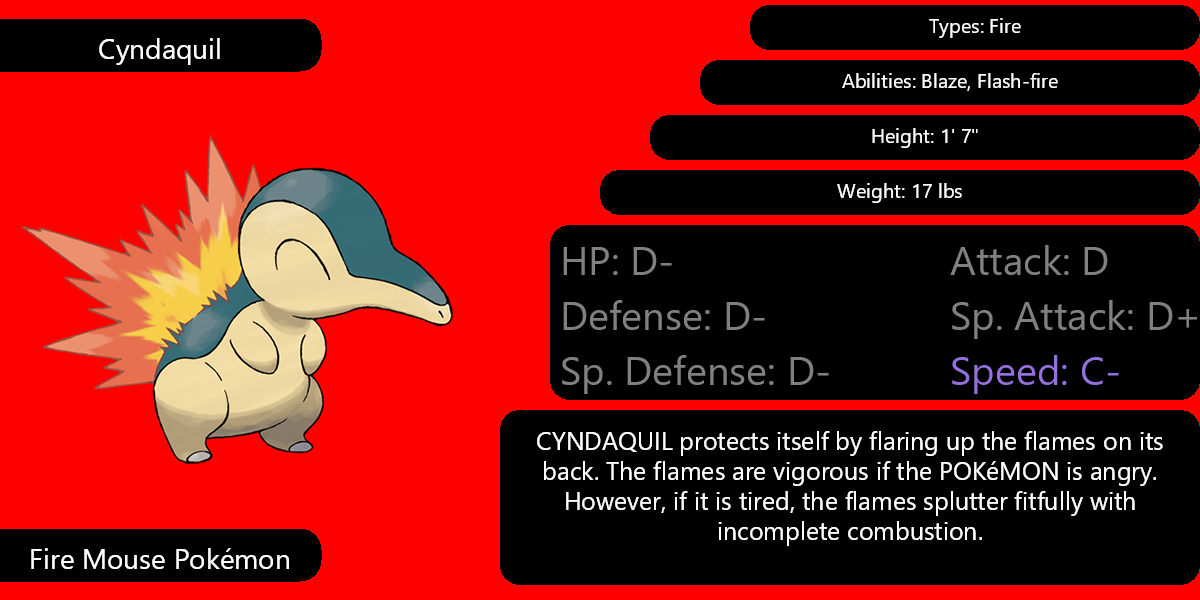 Cyndaquil
Types: Fire
Abilities: Blaze, Flash-fire
Height: 1' 7"
Weight: 17 lbs
HP: D-
Attack: D
Defense: D-
Sp. Attack: D+
Sp. Defense: D-
Speed: C-
CYNDAQUIL protects itself by flaring up the flames on its
back. The flames are vigorous if the POKéMON is angry.
However, if it is tired, the flames splutter fitfully with
incomplete combustion.
Fire Mouse Pokémon